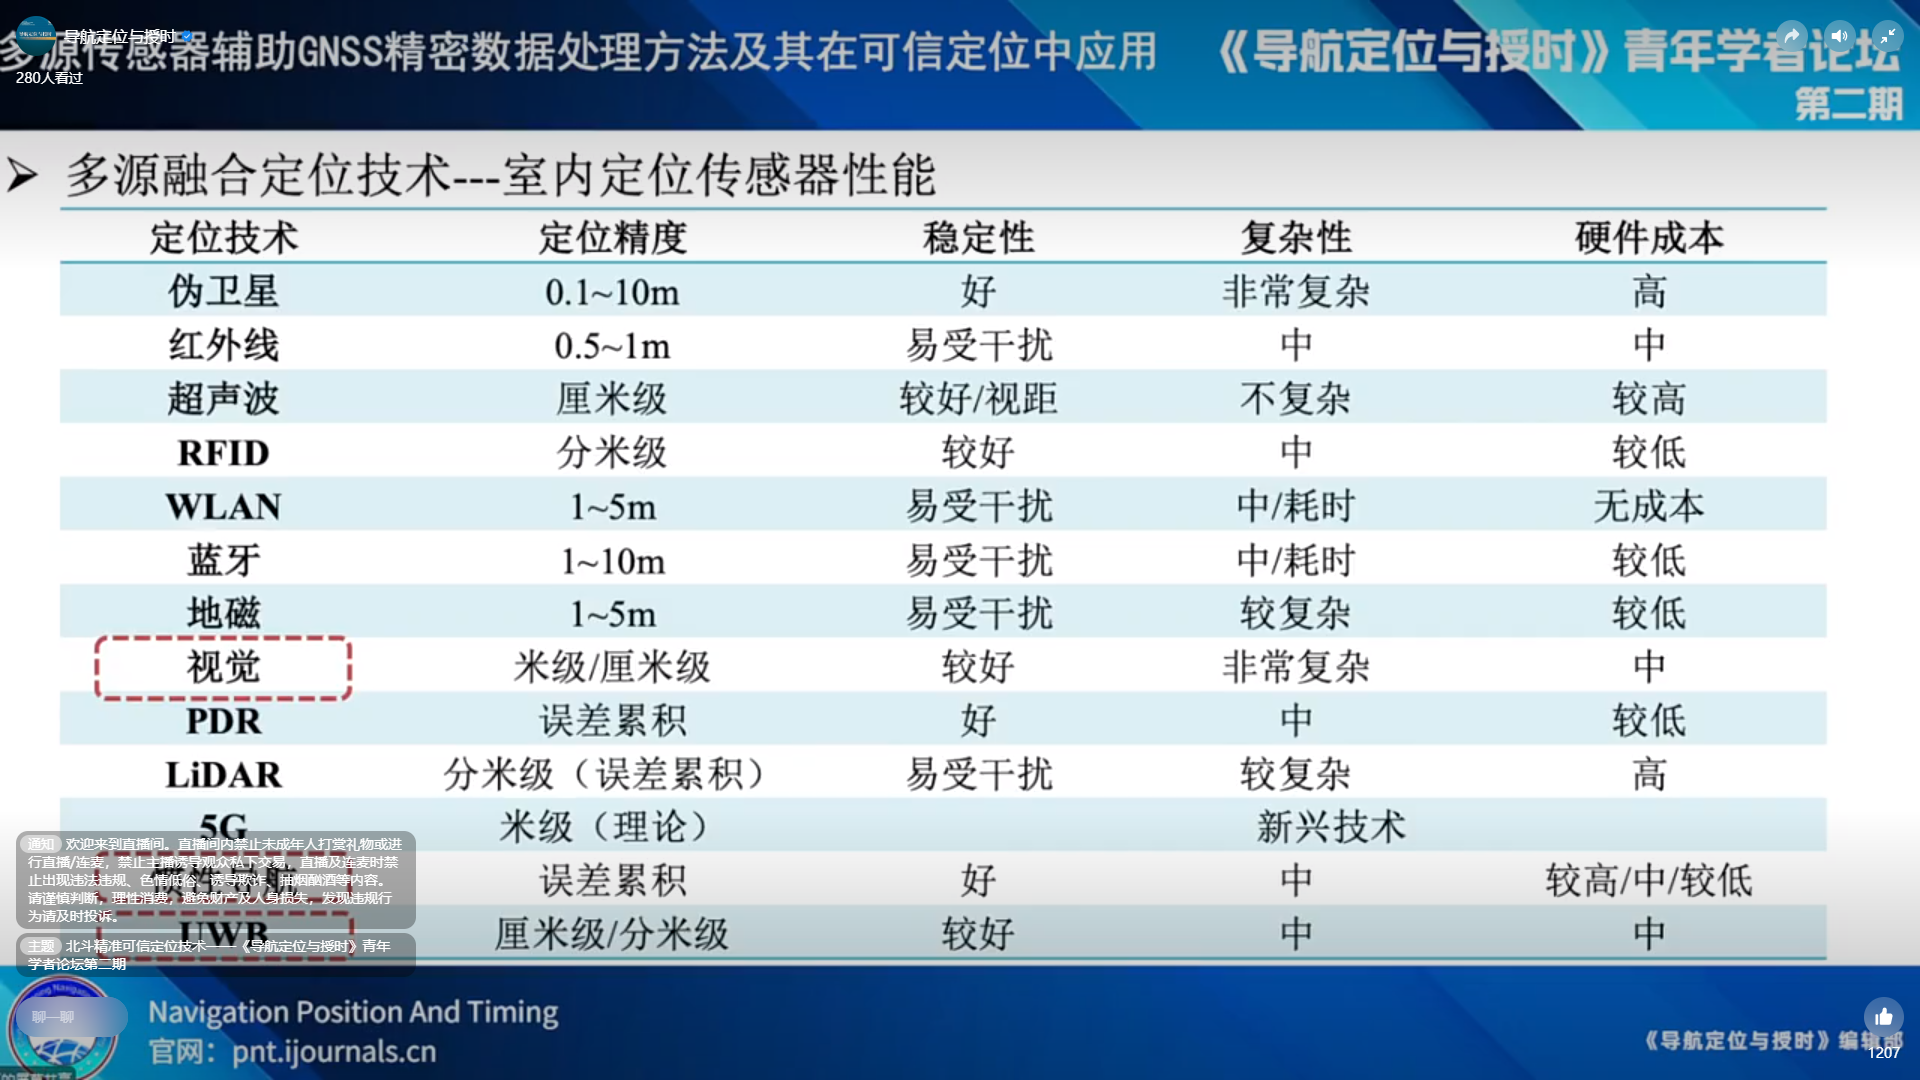 导航定位与授时
多源传感器辅助GNSS精密数据处理方法及其在可信定位中应用
《导航定位与授时》青年学者论坛
280人看过
第二期
➢ 多源融合定位技术---室内定位传感器性能
定位技术 定位精度 稳定性 复杂性 硬件成本
伪卫星 0.1~10m 好 非常复杂 高
红外线 0.5~1m 易受干扰 中 中
超声波 厘米级 较好/视距 不复杂 较高
RFID 分米级 较好 中 较低
WLAN 1~5m 易受干扰 中/耗时 无成本
蓝牙 1~10m 易受干扰 中/耗时 较低
地磁 1~5m 易受干扰 较复杂 较低
视觉 米级/厘米级 较好 非常复杂 中
PDR 误差累积 好 中 较低
LiDAR 分米级（误差累积） 易受干扰 较复杂 高
5G 米级（理论） 新兴技术
误差累积 好 中 较高/中/较低
UWB 厘米级/分米级 较好 中 中
通知 欢迎来到直播间。直播间内禁止未成年人打赏礼物或进
行直播/连麦，禁止主播诱导观众私下交易，直播及连麦时禁
止出现违法违规、色情低俗、诱导欺诈、抽烟酗酒等内容。
请谨慎判断，理性消费，避免财产及人身损失，发现违规行
为请及时投诉。
主题 北斗精准可信定位技术——《导航定位与授时》青年
学者论坛第二期
聊一聊
Navigation Position And Timing
官网：pnt.ijournals.cn
《导航定位与授时》编辑部
1207